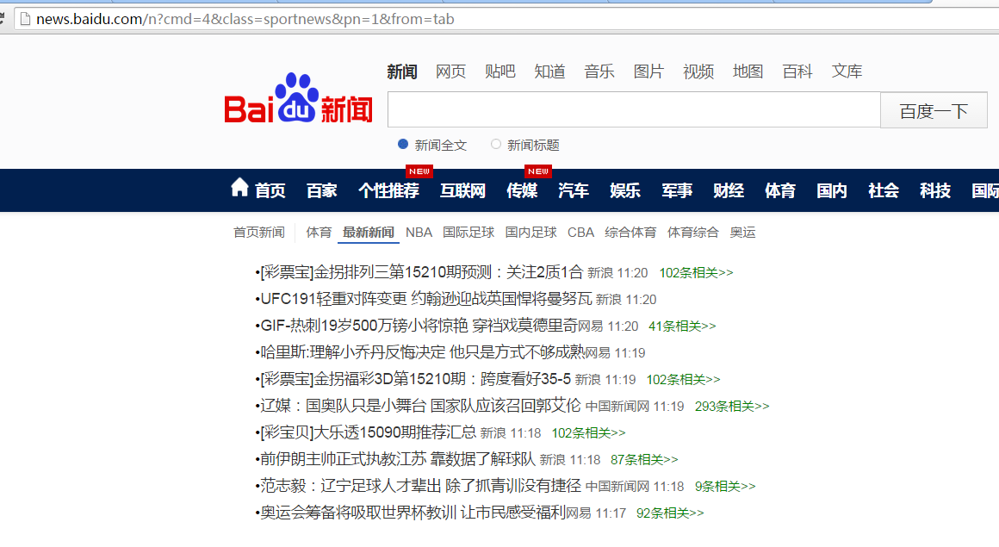 news.baidu.com/n?cmd=4&class=sportnews&pn=1&from=tab
新闻 网页 贴吧 知道 音乐 图片 视频 地图 百科 文库
Bai du 新闻
百度一下
新闻全文 新闻标题
NEW NEW
首页 百家 个性推荐 互联网 传媒 汽车 娱乐 军事 财经 体育 国内 社会 科技 国际
首页新闻 体育 最新新闻 NBA 国际足球 国内足球 CBA 综合体育 体育综合 奥运
•[彩票宝]金拐排列三第15210期预测：关注2质1合 新浪 11:20 102条相关>>
•UFC191轻重对阵变更 约翰逊迎战英国悍将曼努瓦 新浪 11:20
•GIF-热刺19岁500万镑小将惊艳 穿裆戏莫德里奇网易 11:20 41条相关>>
•哈里斯:理解小乔丹反悔决定 他只是方式不够成熟网易 11:19
•[彩票宝]金拐福彩3D第15210期：跨度看好35-5 新浪 11:19 102条相关>>
•辽媒：国奥队只是小舞台 国家队应该召回郭艾伦 中国新闻网 11:19 293条相关>>
•[彩宝贝]大乐透15090期推荐汇总 新浪 11:18 102条相关>>
•前伊朗主帅正式执教江苏 靠数据了解球队 新浪 11:18 87条相关>>
•范志毅：辽宁足球人才辈出 除了抓青训没有捷径 中国新闻网 11:18 9条相关>>
•奥运会筹备将吸取世界杯教训 让市民感受福利网易 11:17 92条相关>>